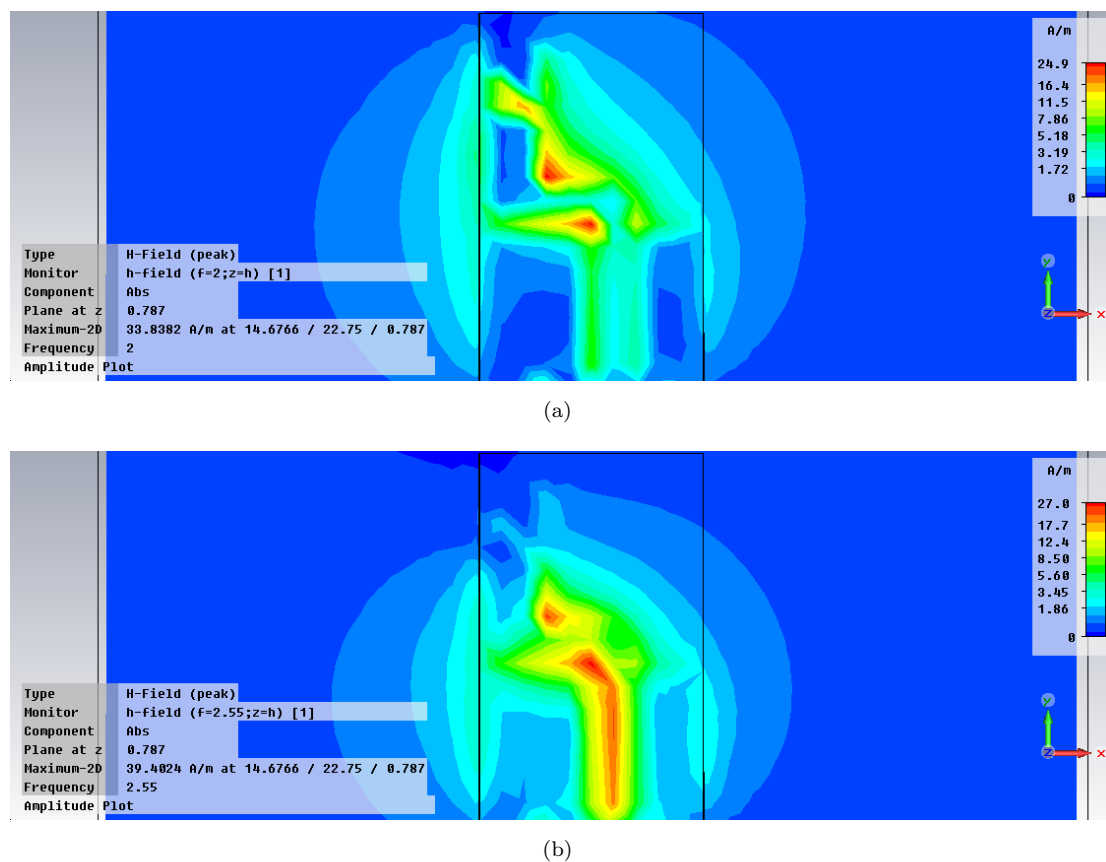 A/m
24.9
16.4
11.5
7.86
5.18
3.19
1.72
0
Type H-Field (peak)
Monitor h-field (f=2;z=h) [1]
Component Abs
Plane at z 0.787
Maximum-2D 33.8382 A/m at 14.6766 / 22.75 / 0.787
Frequency 2
Amplitude Plot
y
z x
(a)
A/m
27.0
17.7
12.4
8.50
5.60
3.45
1.86
0
Type H-Field (peak)
Monitor h-field (f=2.55;z=h) [1]
Component Abs
Plane at z 0.787
Maximum-2D 39.4024 A/m at 14.6766 / 22.75 / 0.787
Frequency 2.55
Amplitude Plot
y
z x
(b)